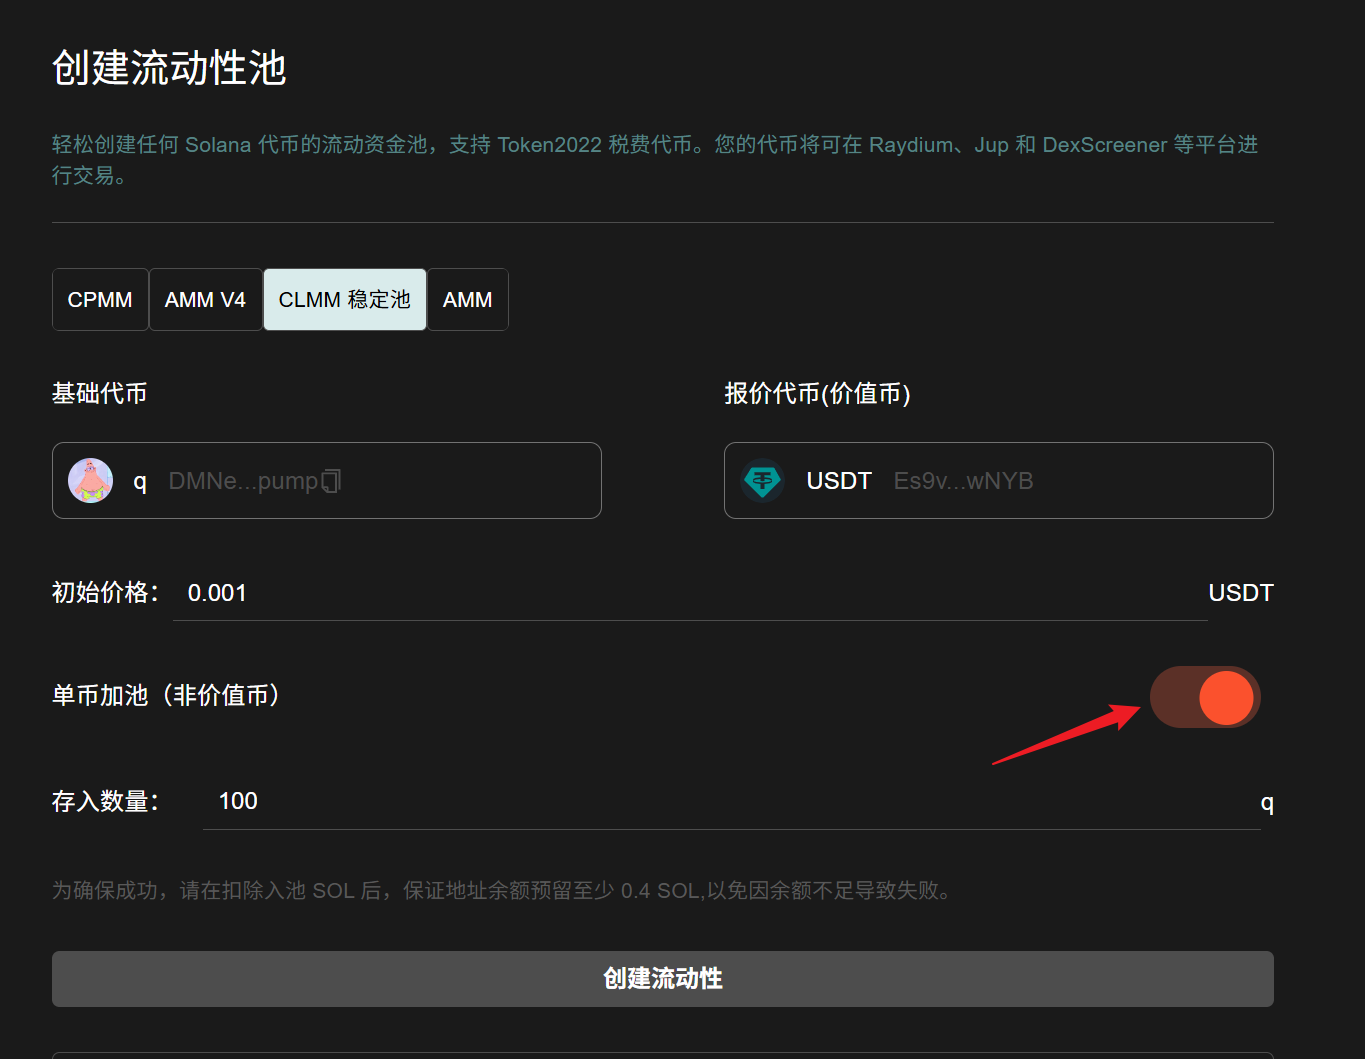 创建流动性池
轻松创建任何 Solana 代币的流动资金池，支持 Token2022 税费代币。您的代币将可在 Raydium、Jup 和 DexScreener 等平台进
行交易。
CPMM AMM V4 CLMM 稳定池 AMM
基础代币 报价代币(价值币)
q DMNe...pump USDT Es9v...wNYB
初始价格： 0.001 USDT
单币加池（非价值币）
存入数量： 100 q
为确保成功，请在扣除入池 SOL 后，保证地址余额预留至少 0.4 SOL,以免因余额不足导致失败。
创建流动性